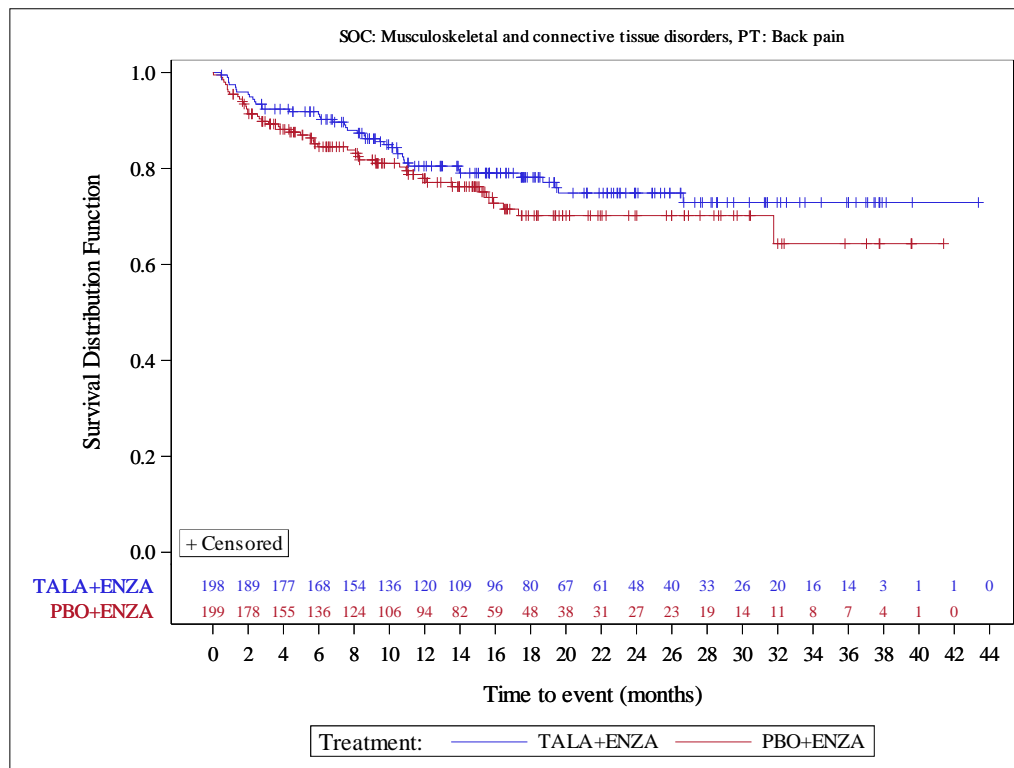 SOC: Musculoskeletal and connective tissue disorders, PT: Back pain
Survival Distribution Function
1.0
0.8
0.6
0.4
0.2
0.0
+ Censored
TALA+ENZA 198 189 177 168 154 136 120 109 96 80 67 61 48 40 33 26 20 16 14 3 1 1 0
PBO+ENZA 199 178 155 136 124 106 94 82 59 48 38 31 27 23 19 14 11 8 7 4 1 0
0 2 4 6 8 10 12 14 16 18 20 22 24 26 28 30 32 34 36 38 40 42 44
Time to event (months)
Treatment: TALA+ENZA PBO+ENZA